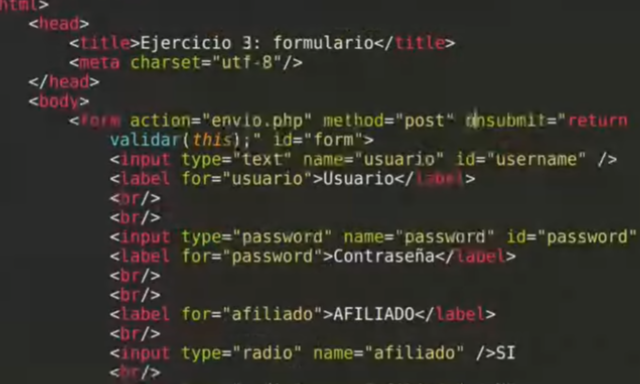 html>
<head>
<title>Ejercicio 3: formulario</title>
<meta charset="utf-8"/>
</head>
<body>
<form action="envio.php" method="post" onsubmit="return
validar(this);" id="form">
<input type="text" name="usuario" id="username" />
<label for="usuario">Usuario</label>
<br/>
<br/>
<input type="password" name="password" id="password"
<label for="password">Contraseña</label>
<br/>
<br/>
<label for="afiliado">AFILIADO</label>
<br/>
<input type="radio" name="afiliado" />SI
<br/>